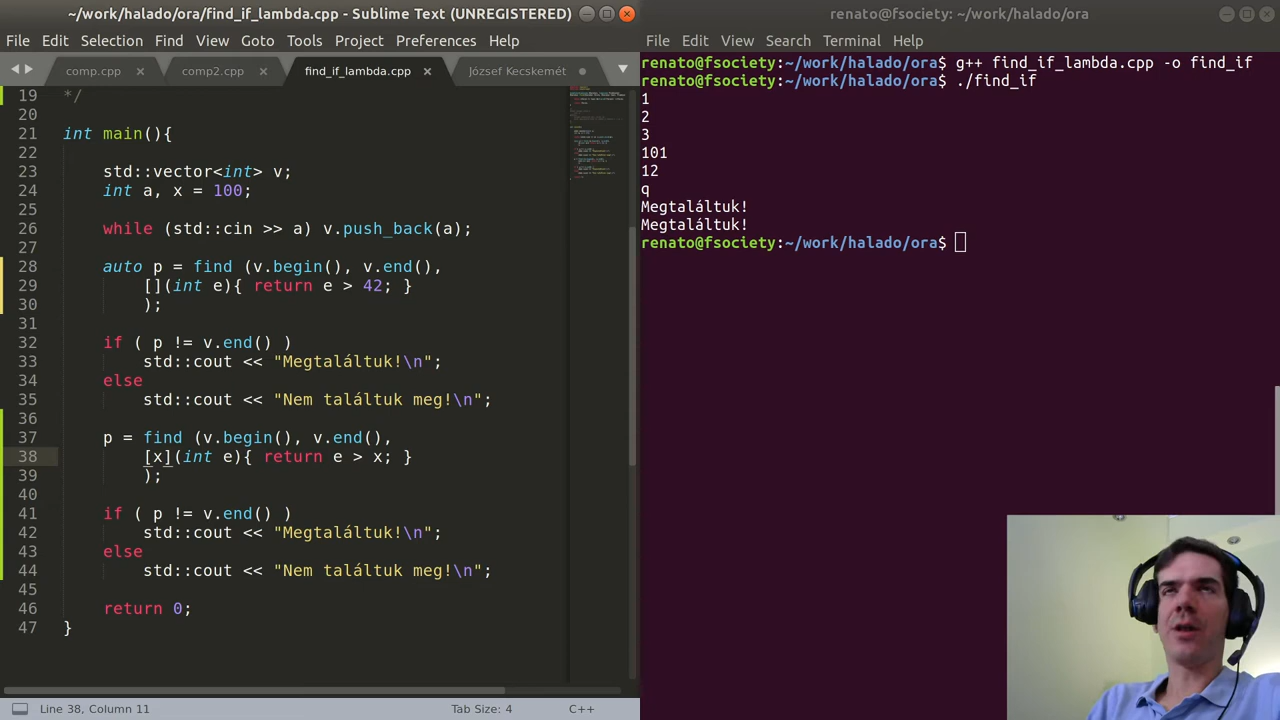 ~/work/halado/ora/find_if_lambda.cpp - Sublime Text (UNREGISTERED)
File Edit Selection Find View Goto Tools Project Preferences Help
comp.cpp comp2.cpp find_if_lambda.cpp József Kecskemét
19 */
20
21 int main(){
22
23 std::vector<int> v;
24 int a, x = 100;
25
26 while (std::cin >> a) v.push_back(a);
27
28 auto p = find (v.begin(), v.end(),
29 [](int e){ return e > 42; }
30 );
31
32 if ( p != v.end() )
33 std::cout << "Megtaláltuk!\n";
34 else
35 std::cout << "Nem találtuk meg!\n";
36
37 p = find (v.begin(), v.end(),
38 [x](int e){ return e > x; }
39 );
40
41 if ( p != v.end() )
42 std::cout << "Megtaláltuk!\n";
43 else
44 std::cout << "Nem találtuk meg!\n";
45
46 return 0;
47 }
Line 38, Column 11 Tab Size: 4 C++
renato@fsociety: ~/work/halado/ora
File Edit View Search Terminal Help
renato@fsociety:~/work/halado/ora$ g++ find_if_lambda.cpp -o find_if
renato@fsociety:~/work/halado/ora$ ./find_if
1
2
3
101
12
q
Megtaláltuk!
Megtaláltuk!
renato@fsociety:~/work/halado/ora$